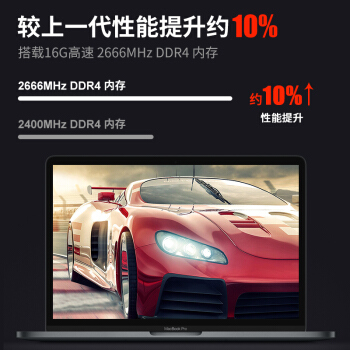 较上一代性能提升约10%
搭载16G高速 2666MHz DDR4 内存
2666MHz DDR4 内存
约10%↑
性能提升
2400MHz DDR4 内存
MacBook Pro